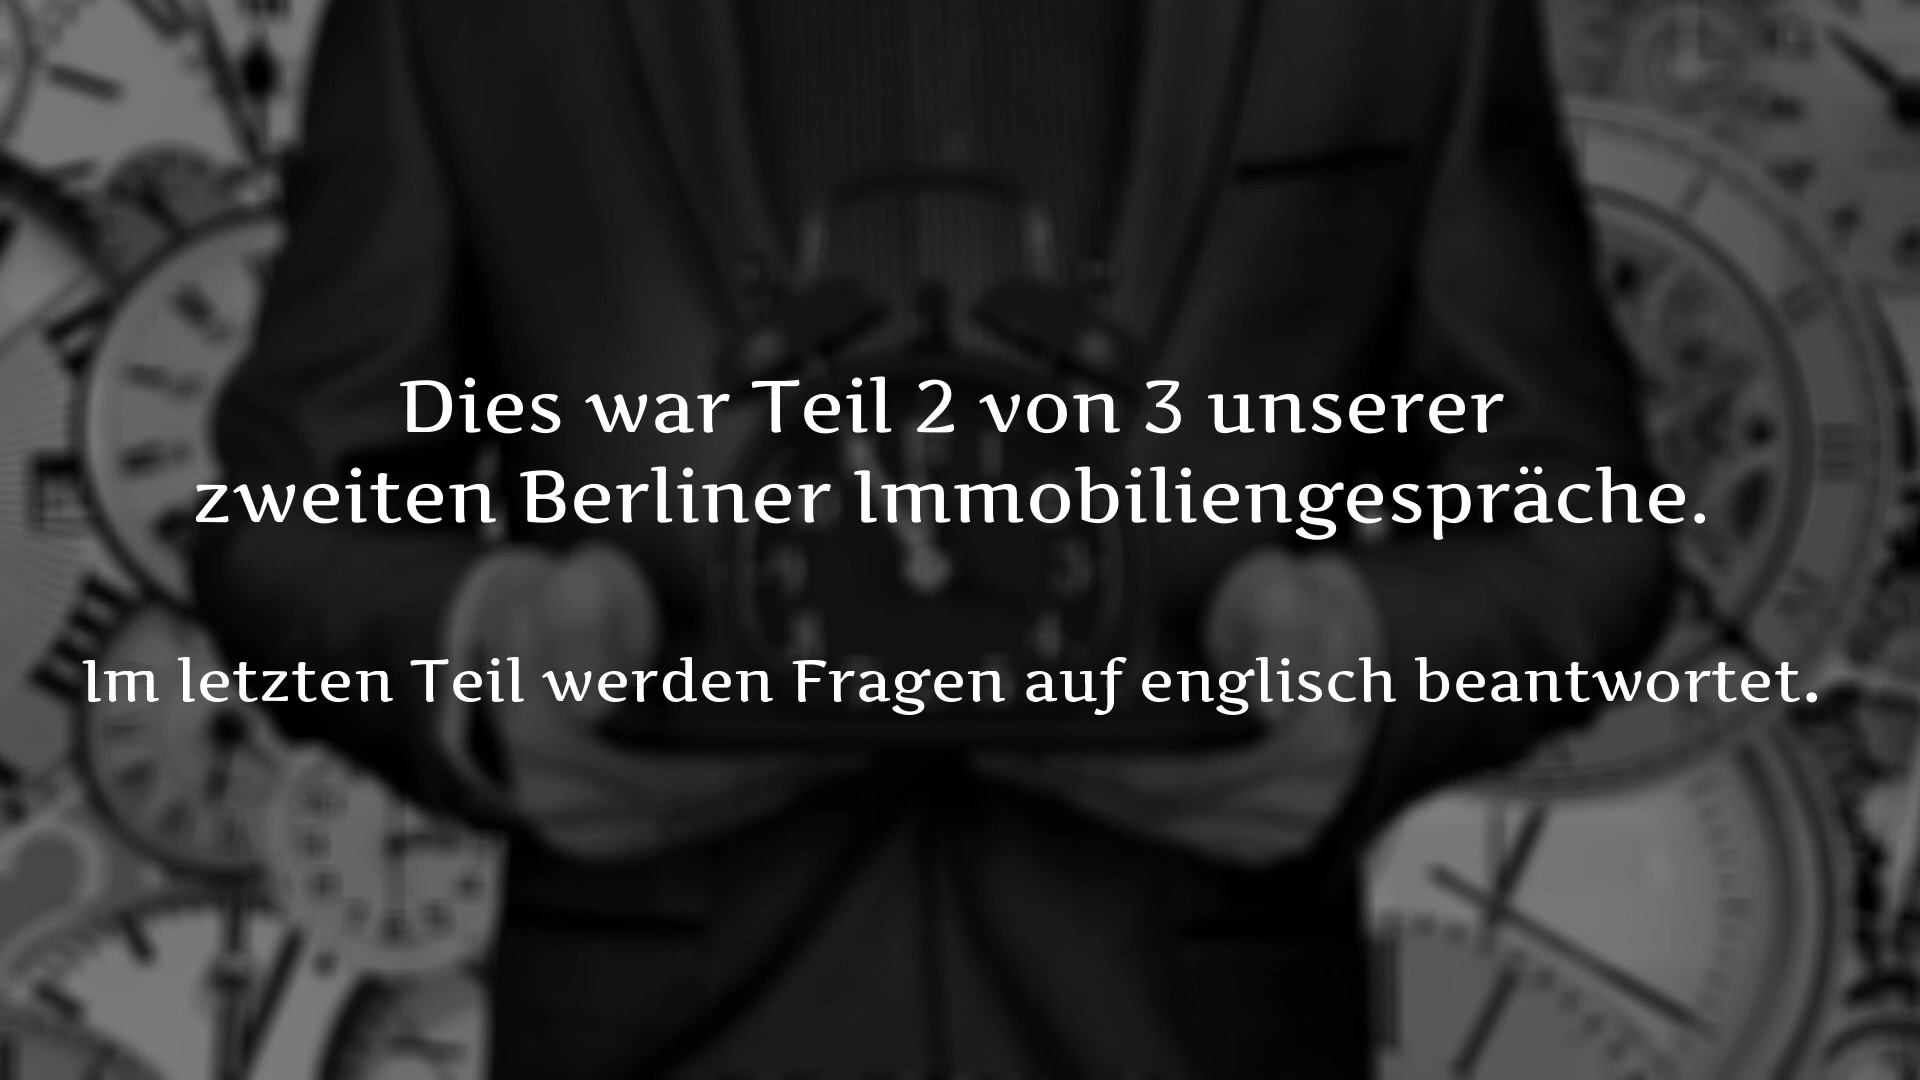 Dies war Teil 2 von 3 unserer
zweiten Berliner Immobiliengespräche.
Im letzten Teil werden Fragen auf englisch beantwortet.